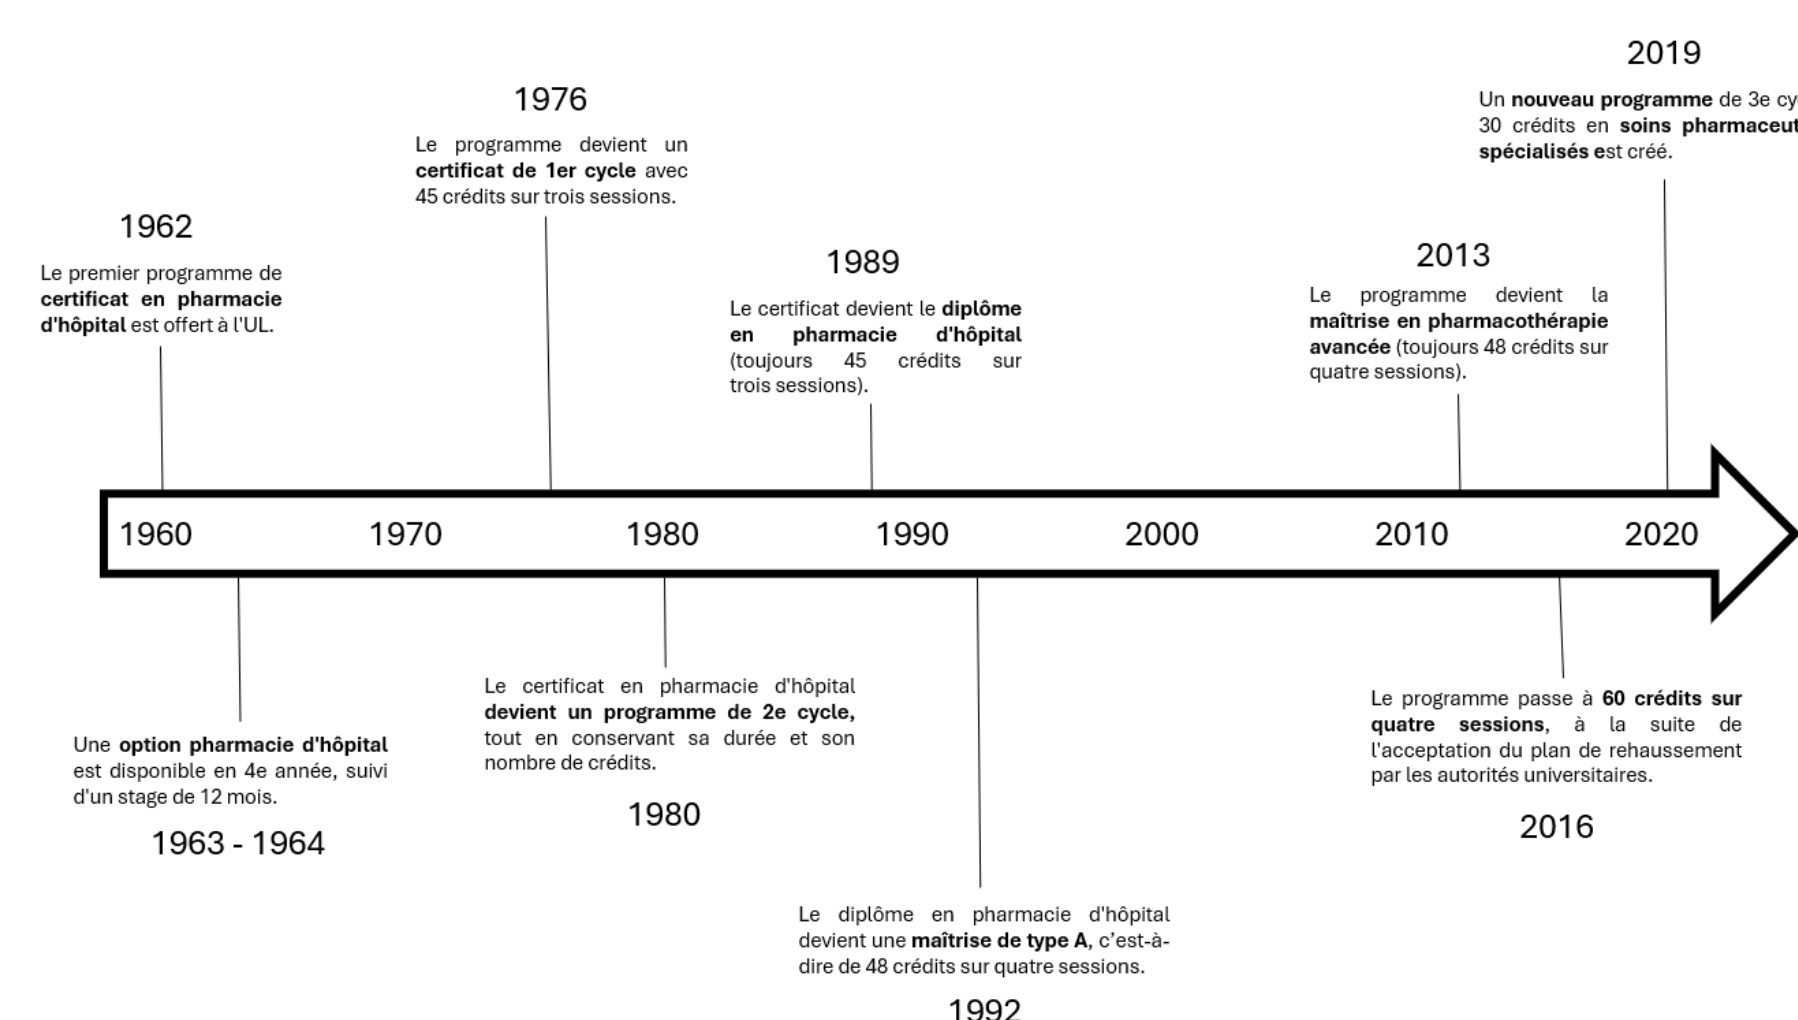 2019
Un nouveau programme de 3e
30 crédits en soins
spécialisés est créé.
1976
Le programme devient un
certificat de 1er cycle avec
45 crédits sur trois sessions.
1962
Le premier programme de
certificat en pharmacie
d'hôpital est offert à l'UL.
1989
Le certificat devient le diplôme
en pharmacie d'hôpital
(toujours 45 crédits sur
trois sessions).
2013
Le programme devient la
maîtrise en pharmacothérapie
avancée (toujours 48 crédits sur
quatre sessions).
1960 1970 1980 1990 2000 2010 2020
Une option pharmacie d'hôpital
est disponible en 4e année, suivi
d'un stage de 12 mois.
1963 - 1964
Le certificat en pharmacie d'hôpital
devient un programme de 2e cycle,
tout en conservant sa durée et son
nombre de crédits.
1980
Le diplôme en pharmacie d'hôpital
devient une maîtrise de type A, c’est-à-
dire de 48 crédits sur quatre sessions.
1992
Le programme passe à 60 crédits sur
quatre sessions, à la suite de
l'acceptation du plan de rehaussement
par les autorités universitaires.
2016